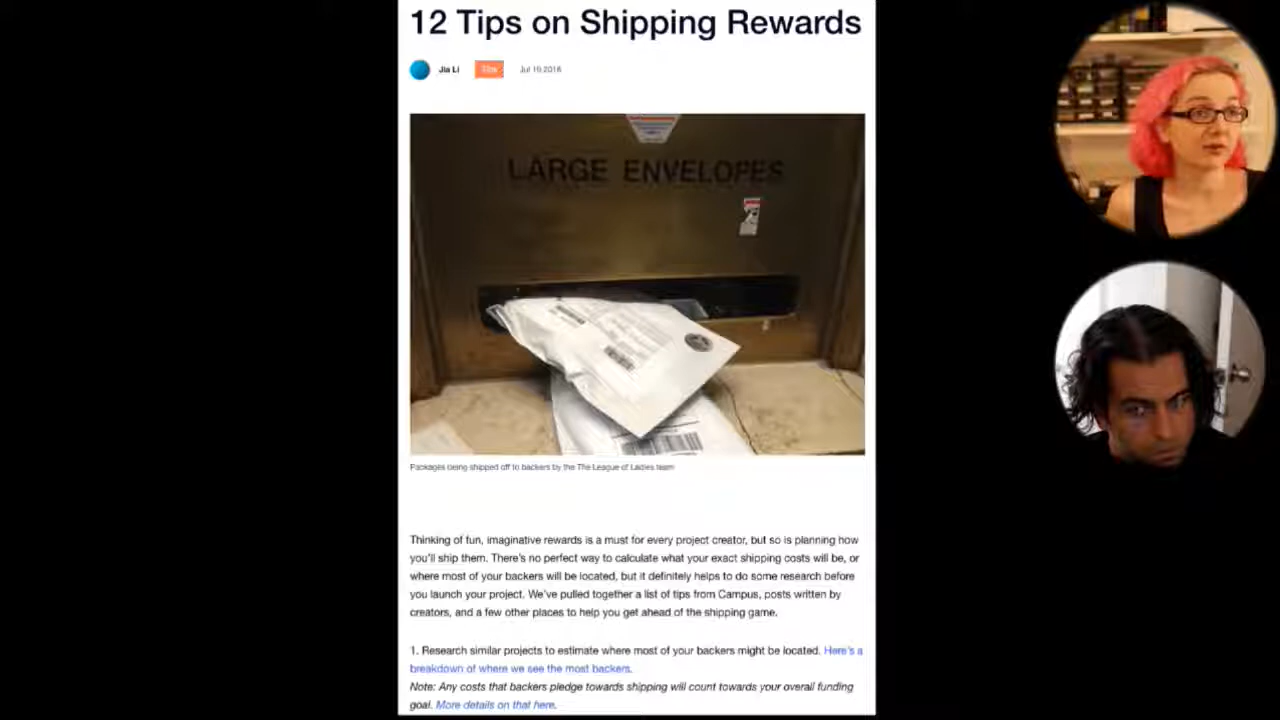 12 Tips on Shipping Rewards
Jia Li
Tips
Jul 19 2016
LARGE ENVELOPES
Packages being shipped off to backers by the The League of Ladies team
Thinking of fun, imaginative rewards is a must for every project creator, but so is planning how
you'll ship them. There's no perfect way to calculate what your exact shipping costs will be, or
where most of your backers will be located, but it definitely helps to do some research before
you launch your project. We've pulled together a list of tips from Campus, posts written by
creators, and a few other places to help you get ahead of the shipping game.
1. Research similar projects to estimate where most of your backers might be located. Here's a
breakdown of where we see the most backers.
Note: Any costs that backers pledge towards shipping will count towards your overall funding
goal. More details on that here.